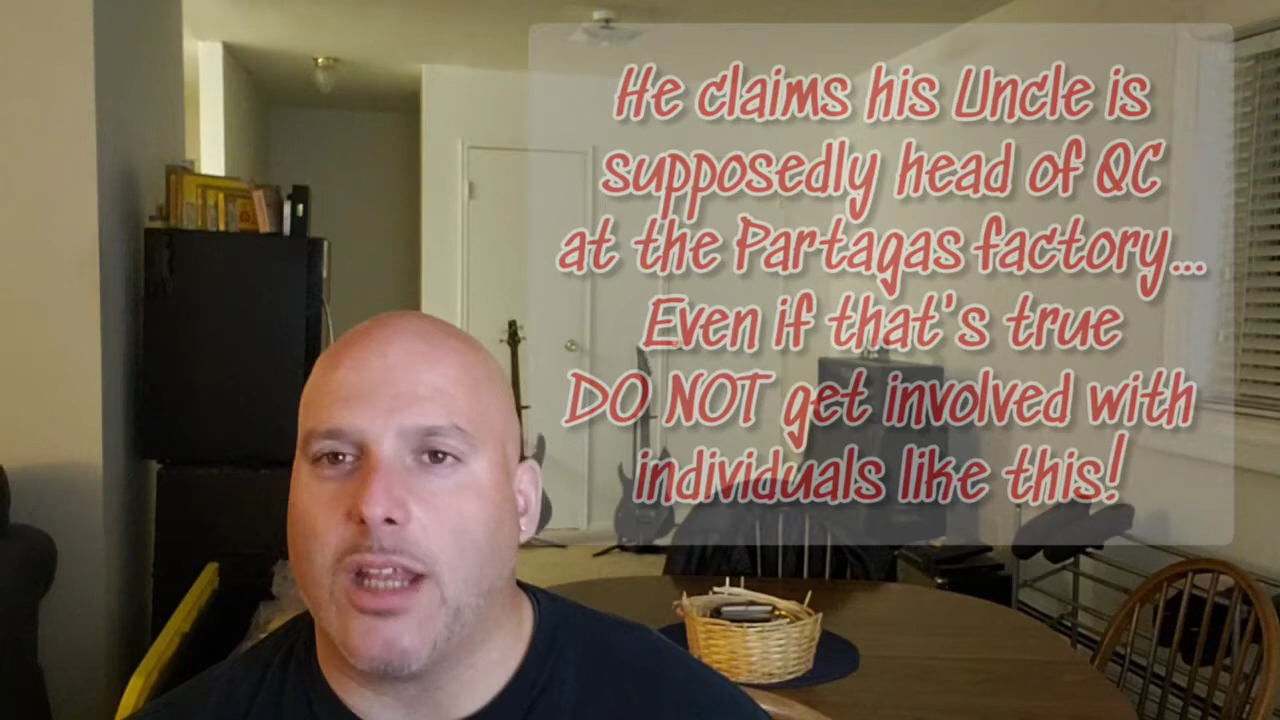 He claims his Uncle is
supposedly head of QC
at the Partagas factory...
Even if that's true
DO NOT get involved with
individuals like this!